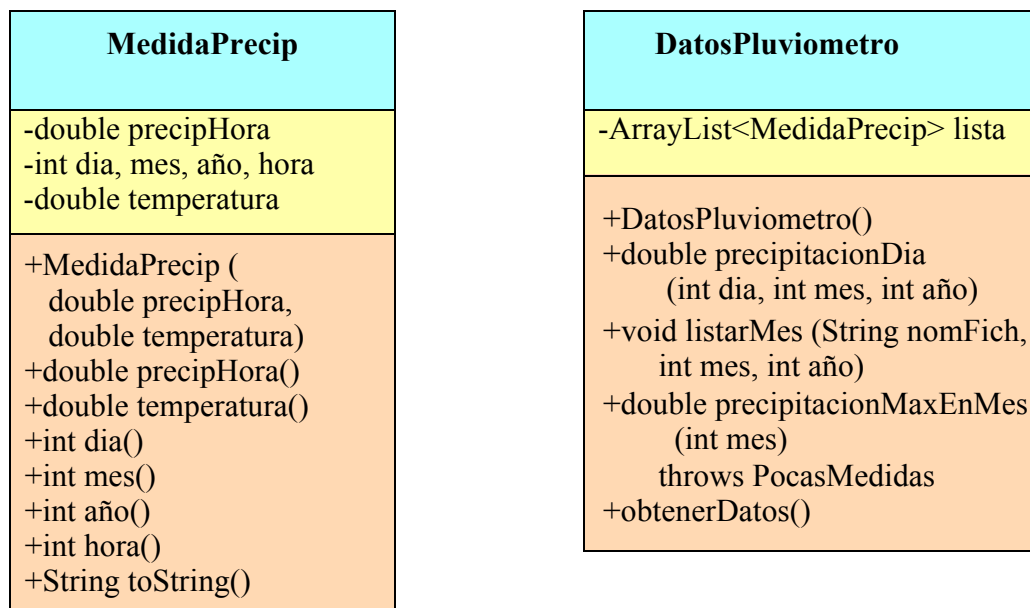 MedidaPrecip
-double precipHora
-int dia, mes, año, hora
-double temperatura
+MedidaPrecip (
double precipHora,
double temperatura)
+double precipHora()
+double temperatura()
+int dia()
+int mes()
+int año()
+int hora()
+String toString()
DatosPluviometro
-ArrayList<MedidaPrecip> lista
+DatosPluviometro()
+double precipitacionDia
(int dia, int mes, int año)
+void listarMes (String nomFich,
int mes, int año)
+double precipitacionMaxEnMes
(int mes)
throws PocasMedidas
+obtenerDatos()